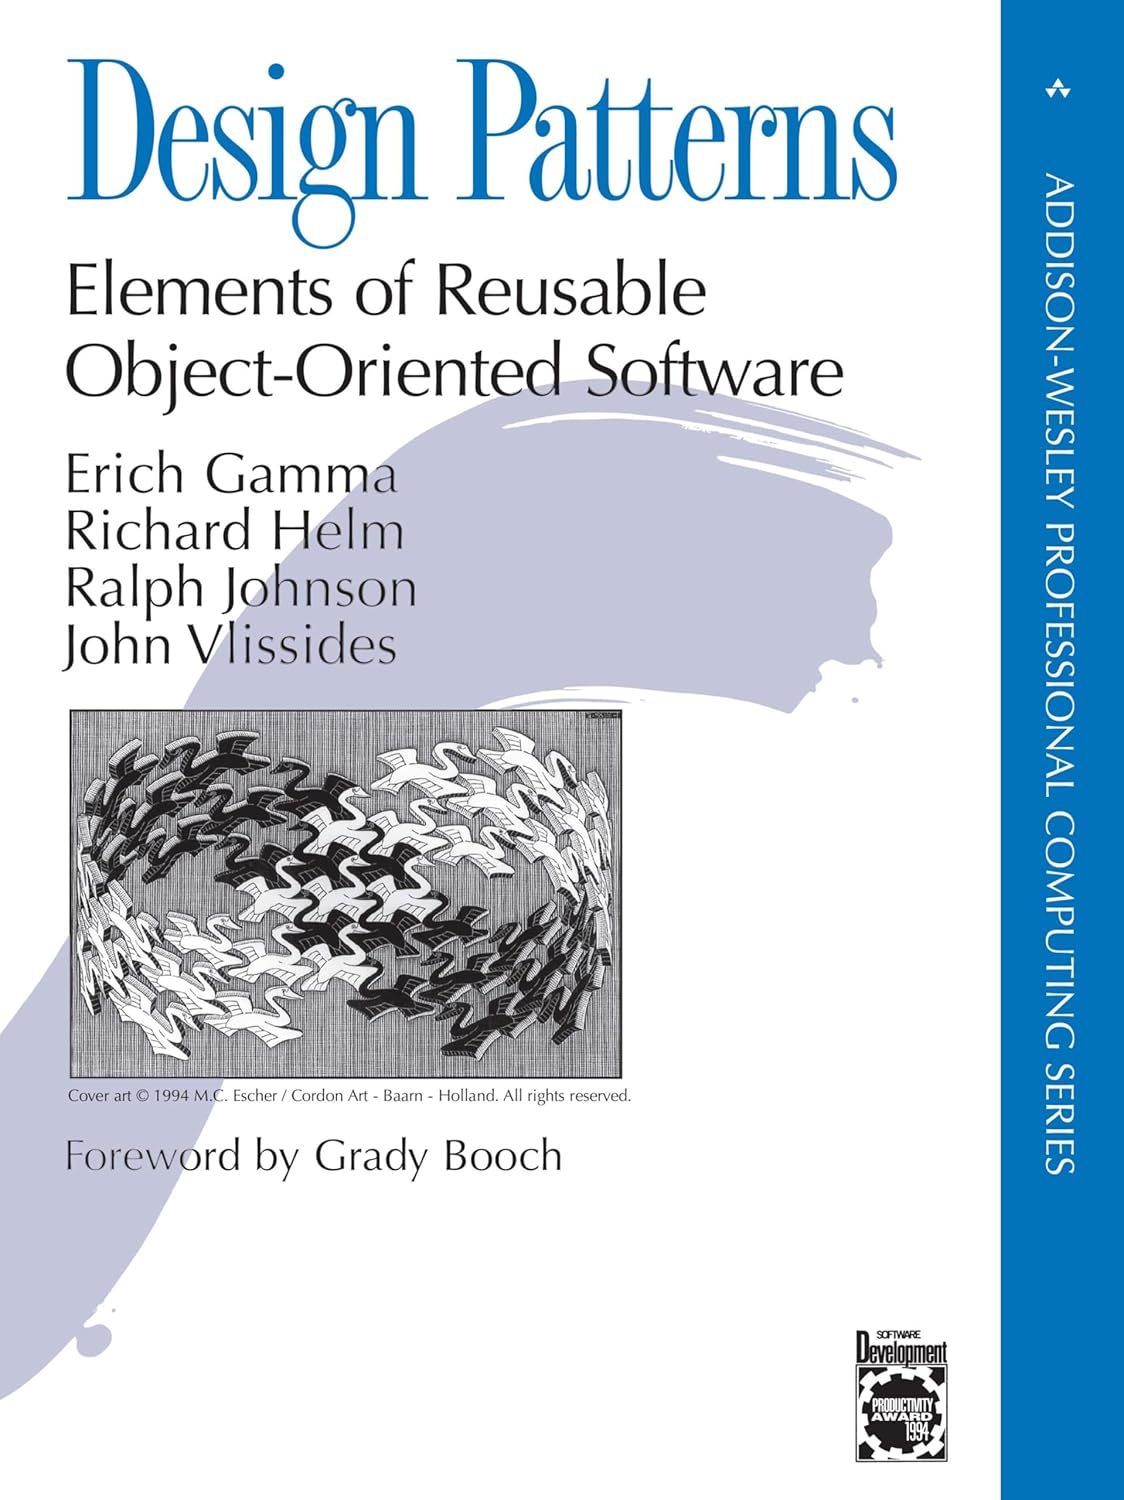 Design Patterns
Elements of Reusable
Object-Oriented Software
Erich Gamma
Richard Helm
Ralph Johnson
John Vlissides
Cover art © 1994 M.C. Escher / Cordon Art - Baarn - Holland. All rights reserved.
Foreword by Grady Booch
ADDISON-WESLEY PROFESSIONAL COMPUTING SERIES
SOFTWARE
Development
PRODUCTIVITY
AWARD
1994